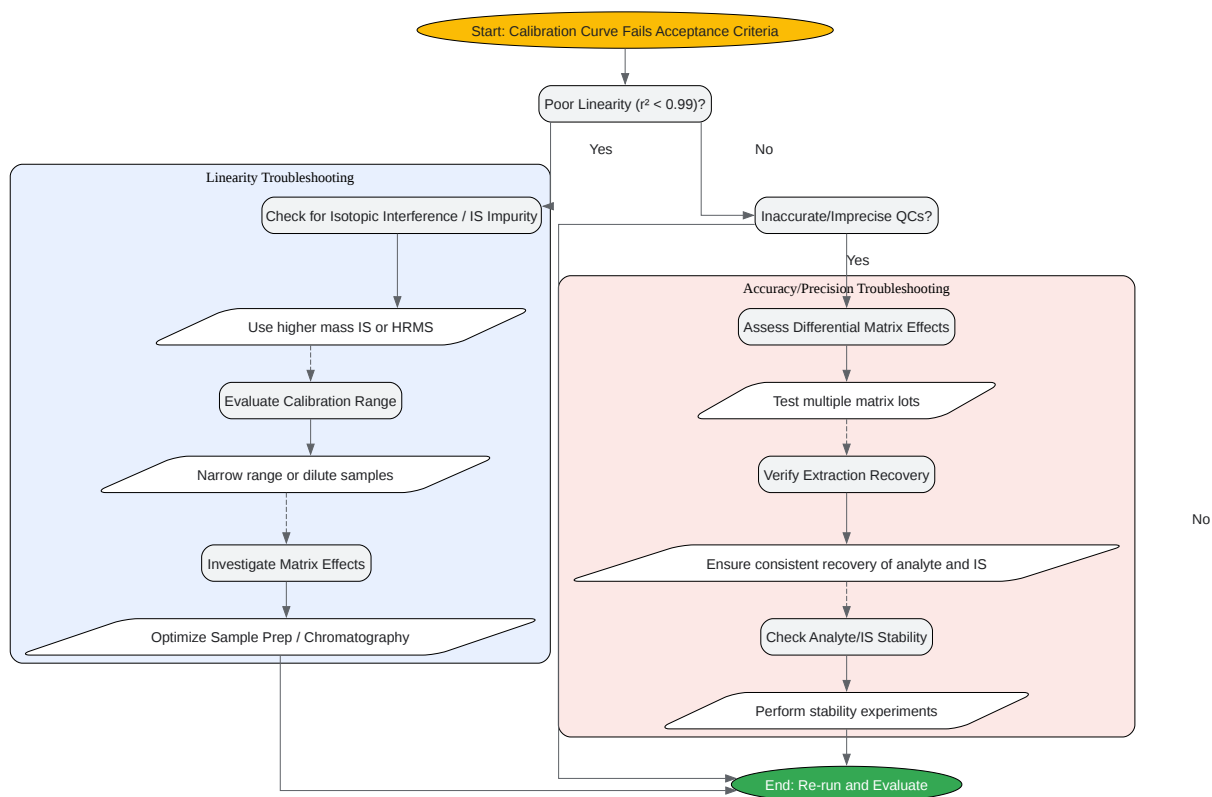 Start: Calibration Curve Fails Acceptance Criteria
Poor Linearity (r² < 0.99)?
Yes
No
Linearity Troubleshooting
Check for Isotopic Interference / IS Impurity
Use higher mass IS or HRMS
Evaluate Calibration Range
Narrow range or dilute samples
Investigate Matrix Effects
Optimize Sample Prep / Chromatography
Inaccurate/Imprecise QCs?
Yes
Accuracy/Precision Troubleshooting
Assess Differential Matrix Effects
Test multiple matrix lots
Verify Extraction Recovery
Ensure consistent recovery of analyte and IS
Check Analyte/IS Stability
Perform stability experiments
No
End: Re-run and Evaluate